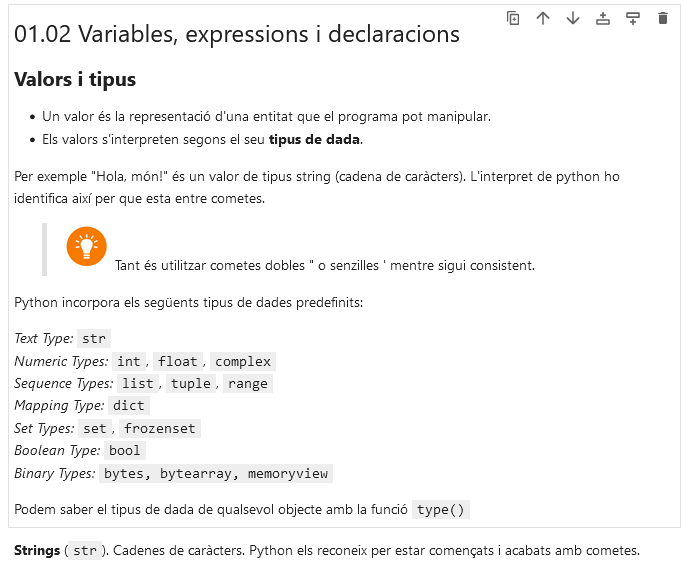 01.02 Variables, expressions i declaracions
Valors i tipus
• Un valor és la representació d'una entitat que el programa pot manipular.
• Els valors s'interpreten segons el seu tipus de dada.
Per exemple "Hola, món!" és un valor de tipus string (cadena de caràcters). L'interpret de python ho
identifica així per que esta entre cometes.
Tant és utilitzar cometes dobles " o senzilles ' mentre sigui consistent.
Python incorpora els següents tipus de dades predefinits:
Text Type: str
Numeric Types: int, float, complex
Sequence Types: list, tuple, range
Mapping Type: dict
Set Types: set, frozenset
Boolean Type: bool
Binary Types: bytes, bytearray, memoryview
Podem saber el tipus de dada de qualsevol objecte amb la funció type()
Strings (str). Cadenes de caràcters. Python els reconeix per estar començats i acabats amb cometes.